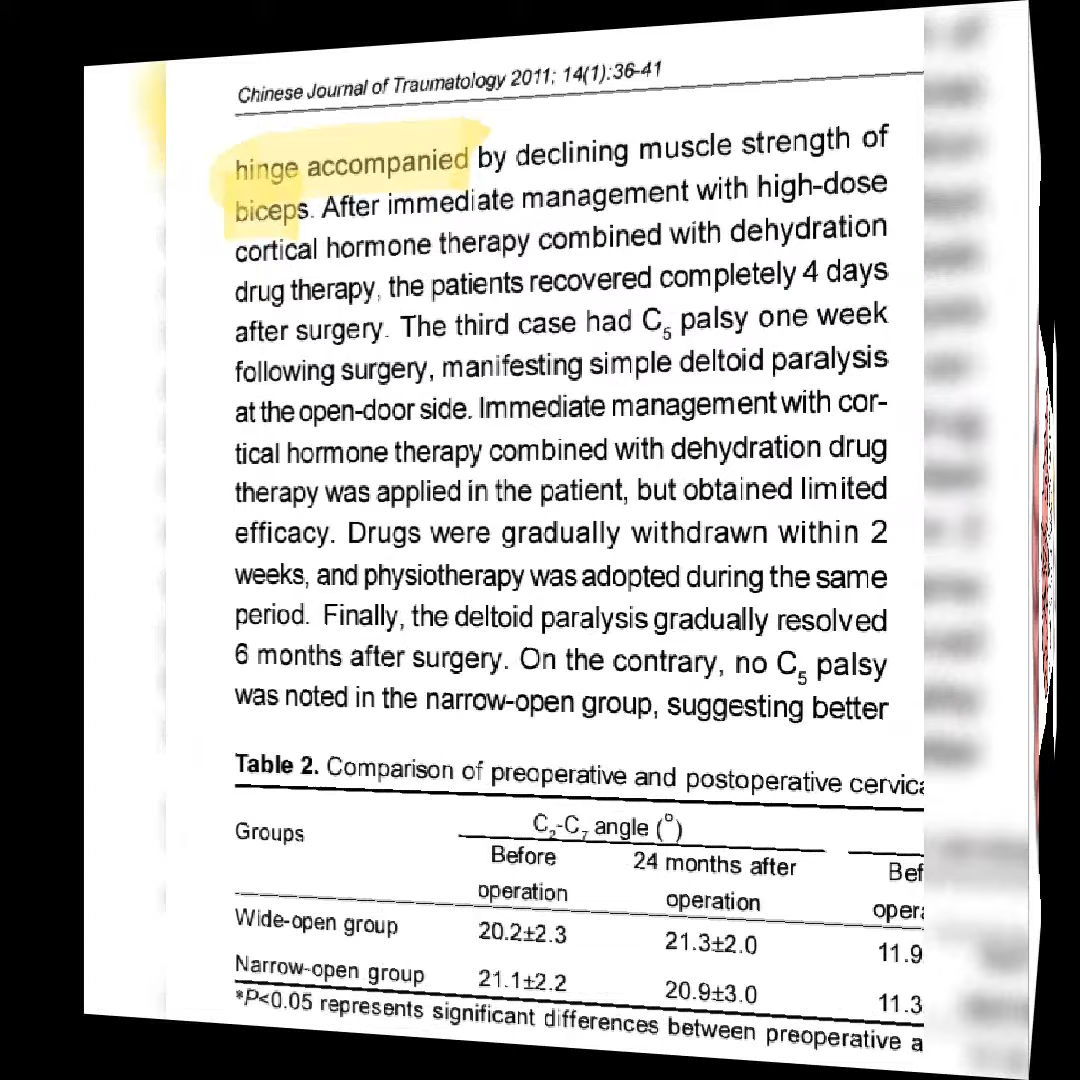 Chinese Journal of Traumatology 2011; 14(1):36-41
hinge accompanied by declining muscle strength of
biceps. After immediate management with high-dose
cortical hormone therapy combined with dehydration
drug therapy, the patients recovered completely 4 days
after surgery. The third case had C5 palsy one week
following surgery, manifesting simple deltoid paralysis
at the open-door side. Immediate management with cor-
tical hormone therapy combined with dehydration drug
therapy was applied in the patient, but obtained limited
efficacy. Drugs were gradually withdrawn within 2
weeks, and physiotherapy was adopted during the same
period. Finally, the deltoid paralysis gradually resolved
6 months after surgery. On the contrary, no C5 palsy
was noted in the narrow-open group, suggesting better
Table 2. Comparison of preoperative and postoperative cervica
Groups C2-C7 angle (°)
Before 24 months after Bef
operation operation opera
Wide-open group 20.2±2.3 21.3±2.0 11.9
Narrow-open group 21.1±2.2 20.9±3.0 11.3
*P<0.05 represents significant differences between preoperative a